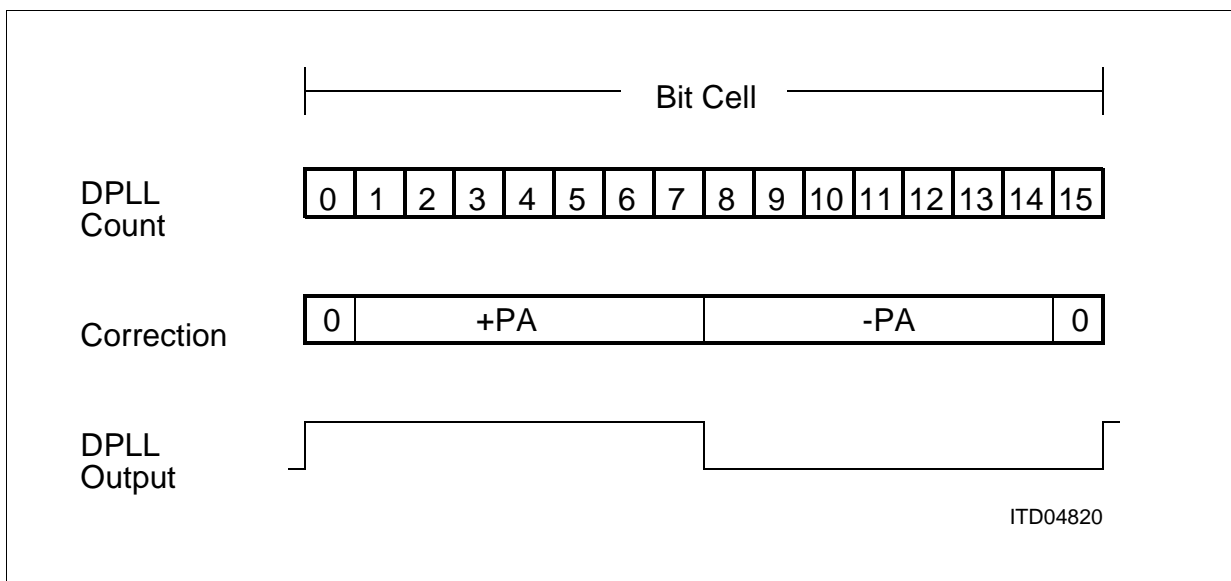 Bit Cell
DPLL
Count
0 1 2 3 4 5 6 7 8 9 10 11 12 13 14 15
Correction
0 +PA -PA 0
DPLL
Output
ITD04820